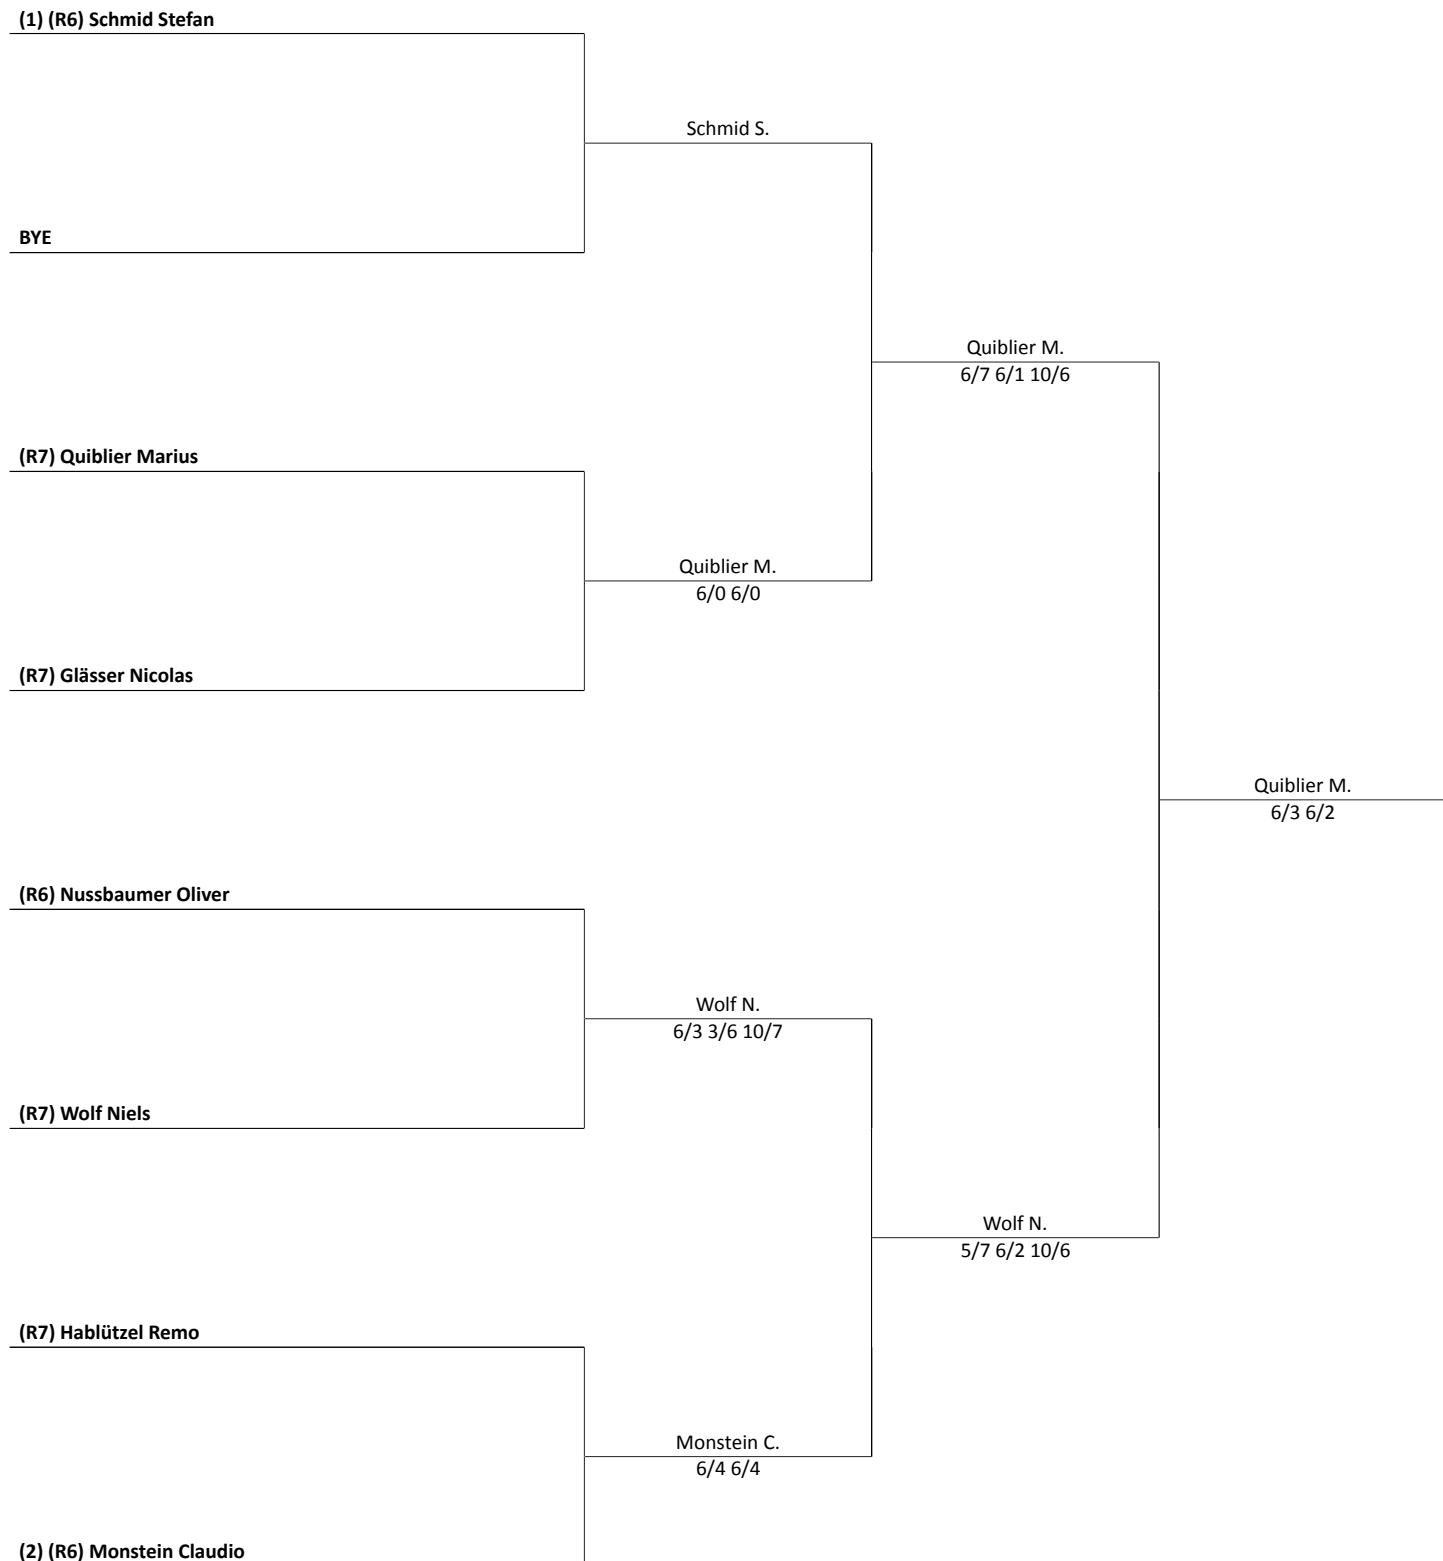 (1) (R6) Schmid Stefan
Schmid S.
BYE
Quiblier M.
6/7 6/1 10/6
(R7) Quiblier Marius
Quiblier M.
6/0 6/0
(R7) Glässer Nicolas
Quiblier M.
6/3 6/2
(R6) Nussbaumer Oliver
Wolf N.
6/3 3/6 10/7
(R7) Wolf Niels
Wolf N.
5/7 6/2 10/6
(R7) Hablützel Remo
Monstein C.
6/4 6/4
(2) (R6) Monstein Claudio